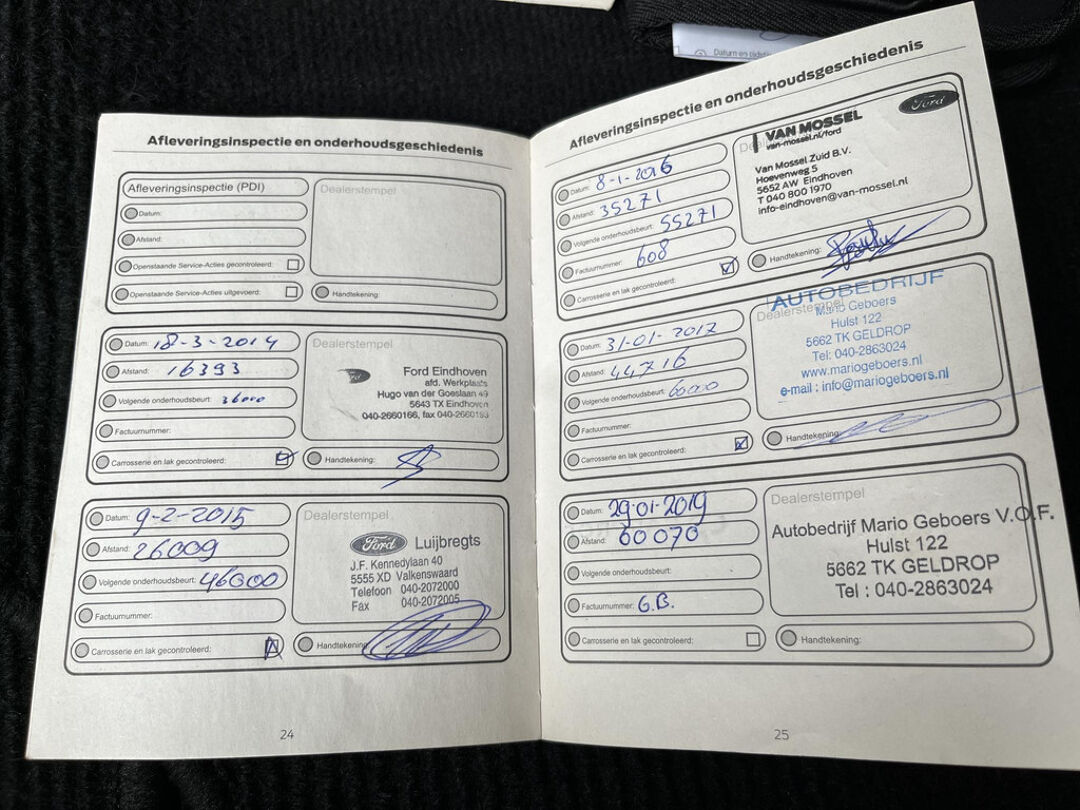 Afleveringsinspectie en onderhoudsgeschiedenis
Afleveringsinspectie (PDI)
Datum:
Afstand:
Openstaande Service-Acties gecontroleerd:
Openstaande Service-Acties uitgevoerd:
Dealerstempel
Handtekening:
Datum: 18-3-2014
Afstand: 16393
Volgende onderhoudsbeurt: 36000
Factuurnummer:
Carrosserie en lak gecontroleerd:
Dealerstempel
Ford Eindhoven
afd. Werkplaats
Hugo van der Goeslaan 49
5643 TX Eindhoven
040-2660166, fax 040-2660193
Handtekening:
Datum: 9-2-2015
Afstand: 26009
Volgende onderhoudsbeurt: 46000
Factuurnummer:
Carrosserie en lak gecontroleerd:
Dealerstempel
Ford Luijbregts
J.F. Kennedylaan 40
5555 XD Valkenswaard
Telefoon 040-2072000
Fax 040-2072005
Handtekening:
24
Datum en
Afleveringsinspectie en onderhoudsgeschiedenis
Datum: 8-1-2016
Afstand: 35271
Volgende onderhoudsbeurt: 55271
Factuurnummer: 608
Carrosserie en lak gecontroleerd:
Ford
VAN MOSSEL
van-mossel.nl/ford
Van Mossel Zuid B.V.
Hoevenweg 5
5652 AW Eindhoven
T 040 800 1970
info-eindhoven@van-mossel.nl
Handtekening:
Datum: 31-01-2017
Afstand: 44716
Volgende onderhoudsbeurt: 6000
Factuurnummer:
Carrosserie en lak gecontroleerd:
Dealerstempel
AUTOBEDRIJF
Mario Geboers
Hulst 122
5662 TK GELDROP
Tel: 040-2863024
www.mariogeboers.nl
e-mail : info@mariogeboers.nl
Handtekening:
Datum: 29-01-2019
Afstand: 60070
Volgende onderhoudsbeurt:
Factuurnummer: G.B.
Carrosserie en lak gecontroleerd:
Dealerstempel
Autobedrijf Mario Geboers V.O.F.
Hulst 122
5662 TK GELDROP
Tel : 040-2863024
Handtekening:
25